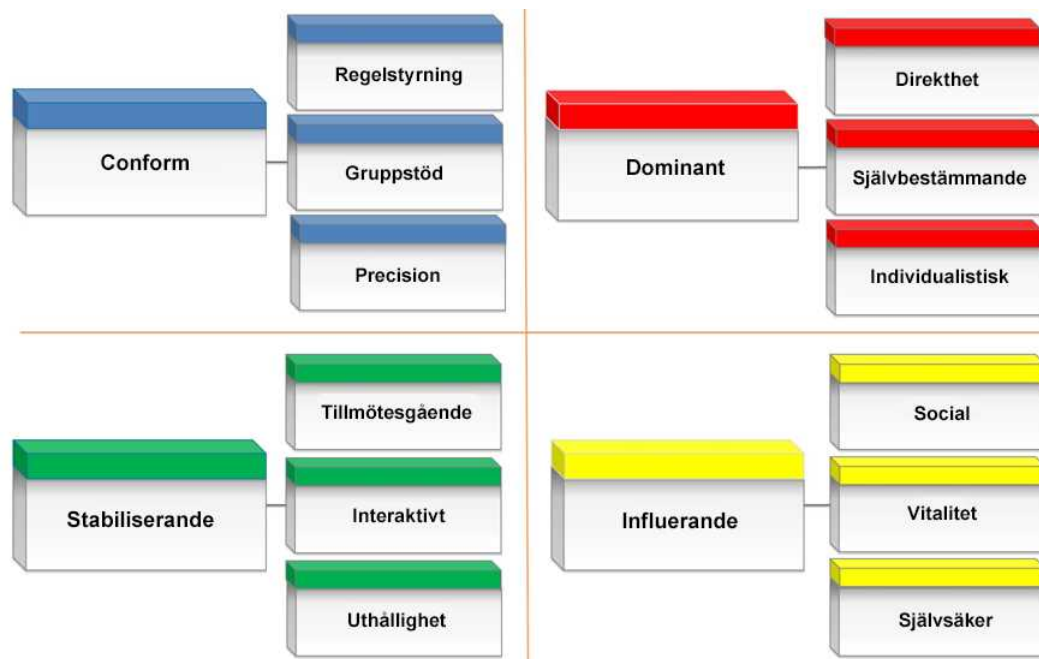 Conform
Regelstyrning
Gruppstöd
Precision
Dominant
Direkthet
Självbestämmande
Individualistisk
Stabiliserande
Tillmötesgående
Interaktivt
Uthållighet
Influerande
Social
Vitalitet
Självsäker